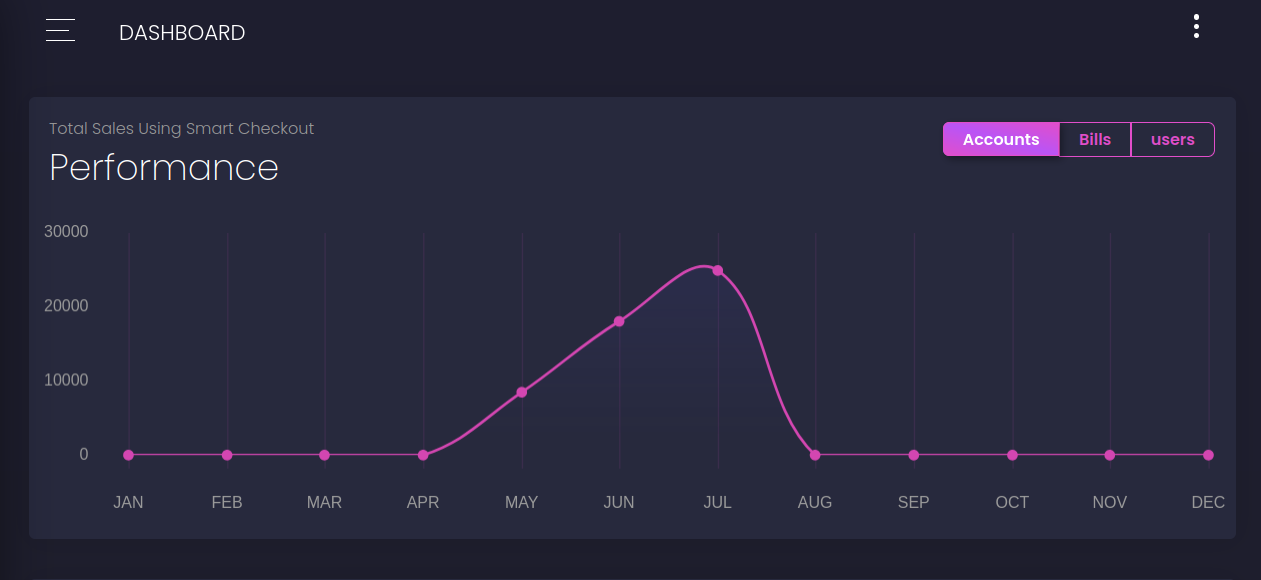 DASHBOARD
Total Sales Using Smart Checkout
Performance
Accounts Bills users
30000
20000
10000
0
JAN FEB MAR APR MAY JUN JUL AUG SEP OCT NOV DEC